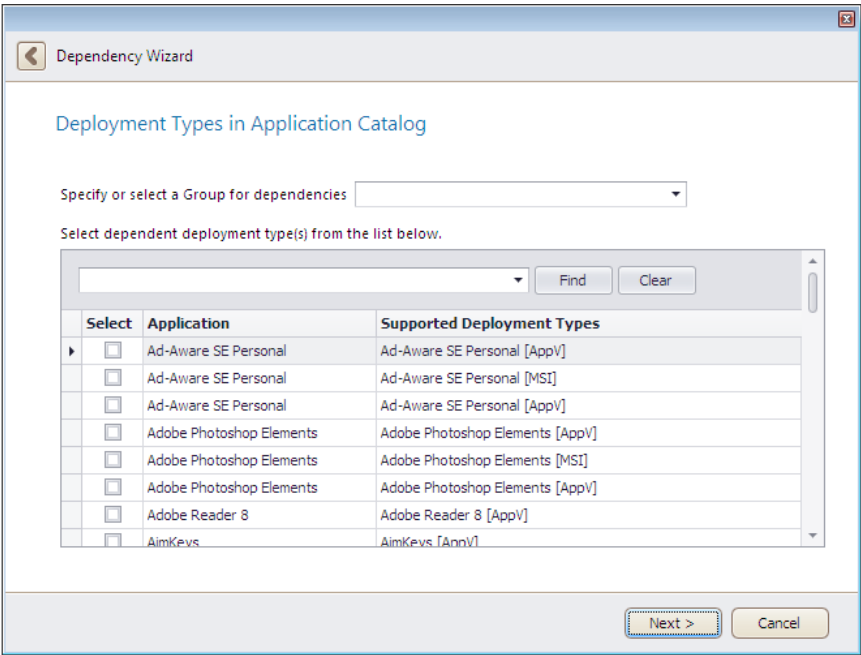 Dependency Wizard
Deployment Types in Application Catalog
Specify or select a Group for dependencies
Select dependent deployment type(s) from the list below.
Find Clear
Select Application Supported Deployment Types
Ad-Aware SE Personal Ad-Aware SE Personal [AppV]
Ad-Aware SE Personal Ad-Aware SE Personal [MSI]
Ad-Aware SE Personal Ad-Aware SE Personal [AppV]
Adobe Photoshop Elements Adobe Photoshop Elements [AppV]
Adobe Photoshop Elements Adobe Photoshop Elements [MSI]
Adobe Photoshop Elements Adobe Photoshop Elements [AppV]
Adobe Reader 8 Adobe Reader 8 [AppV]
AimKeys AimKeys [AppV]
Next > Cancel